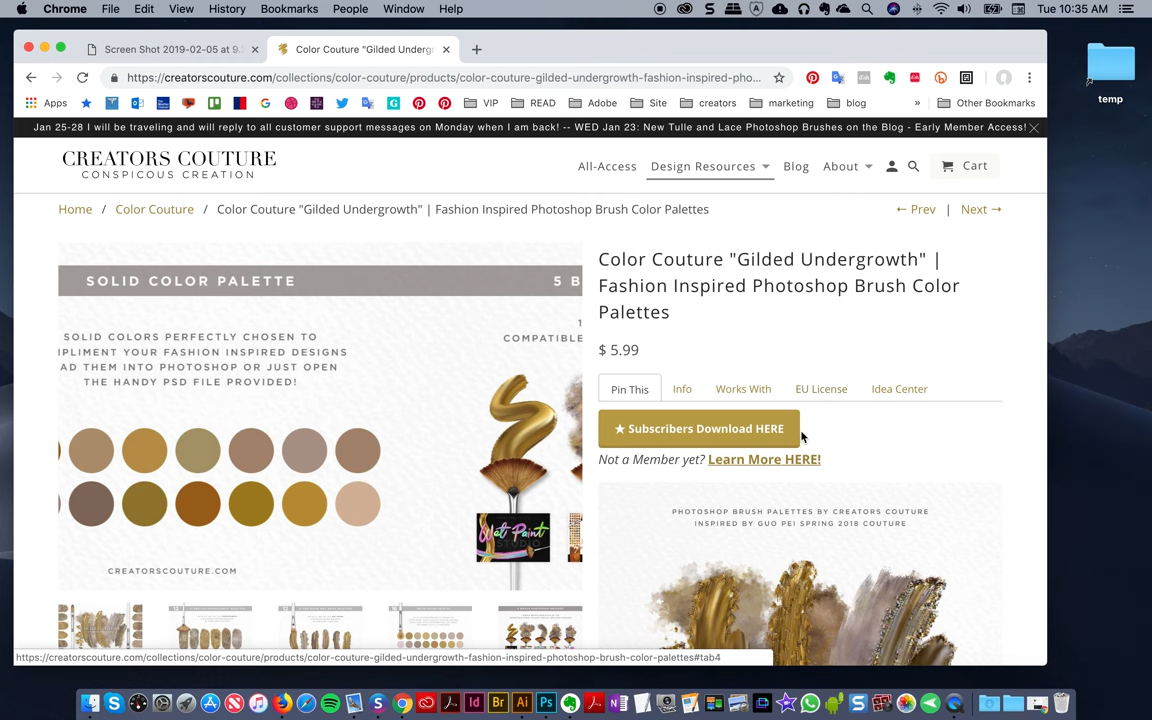 Chrome File Edit View History Bookmarks People Window Help Tue 10:35 AM
Screen Shot 2019-02-05 at 9.
Color Couture "Gilded Underg
https://creatorscouture.com/collections/color-couture/products/color-couture-gilded-undergrowth-fashion-inspired-pho...
Apps VIP READ Adobe Site creators marketing blog » Other Bookmarks
temp
Jan 25-28 I will be traveling and will reply to all customer support messages on Monday when I am back! -- WED Jan 23: New Tulle and Lace Photoshop Brushes on the Blog - Early Member Access!
CREATORS COUTURE
CONSPICOUS CREATION
All-Access Design Resources Blog About Cart
Home / Color Couture / Color Couture "Gilded Undergrowth" | Fashion Inspired Photoshop Brush Color Palettes
← Prev | Next →
SOLID COLOR PALETTE
5 B
SOLID COLORS PERFECTLY CHOSEN TO
IPLIMENT YOUR FASHION INSPIRED DESIGNS
AD THEM INTO PHOTOSHOP OR JUST OPEN
THE HANDY PSD FILE PROVIDED!
1
COMPATIBLE
Wet Paint
STUDIO
CREATORSCOUTURE.COM
Color Couture "Gilded Undergrowth" |
Fashion Inspired Photoshop Brush Color
Palettes
$ 5.99
Pin This Info Works With EU License Idea Center
★ Subscribers Download HERE
Not a Member yet? Learn More HERE!
PHOTOSHOP BRUSH PALETTES BY CREATORS COUTURE
INSPIRED BY GUO PEI SPRING 2018 COUTURE
https://creatorscouture.com/collections/color-couture/products/color-couture-gilded-undergrowth-fashion-inspired-photoshop-brush-color-palettes#tab4
Id Br Ai Ps